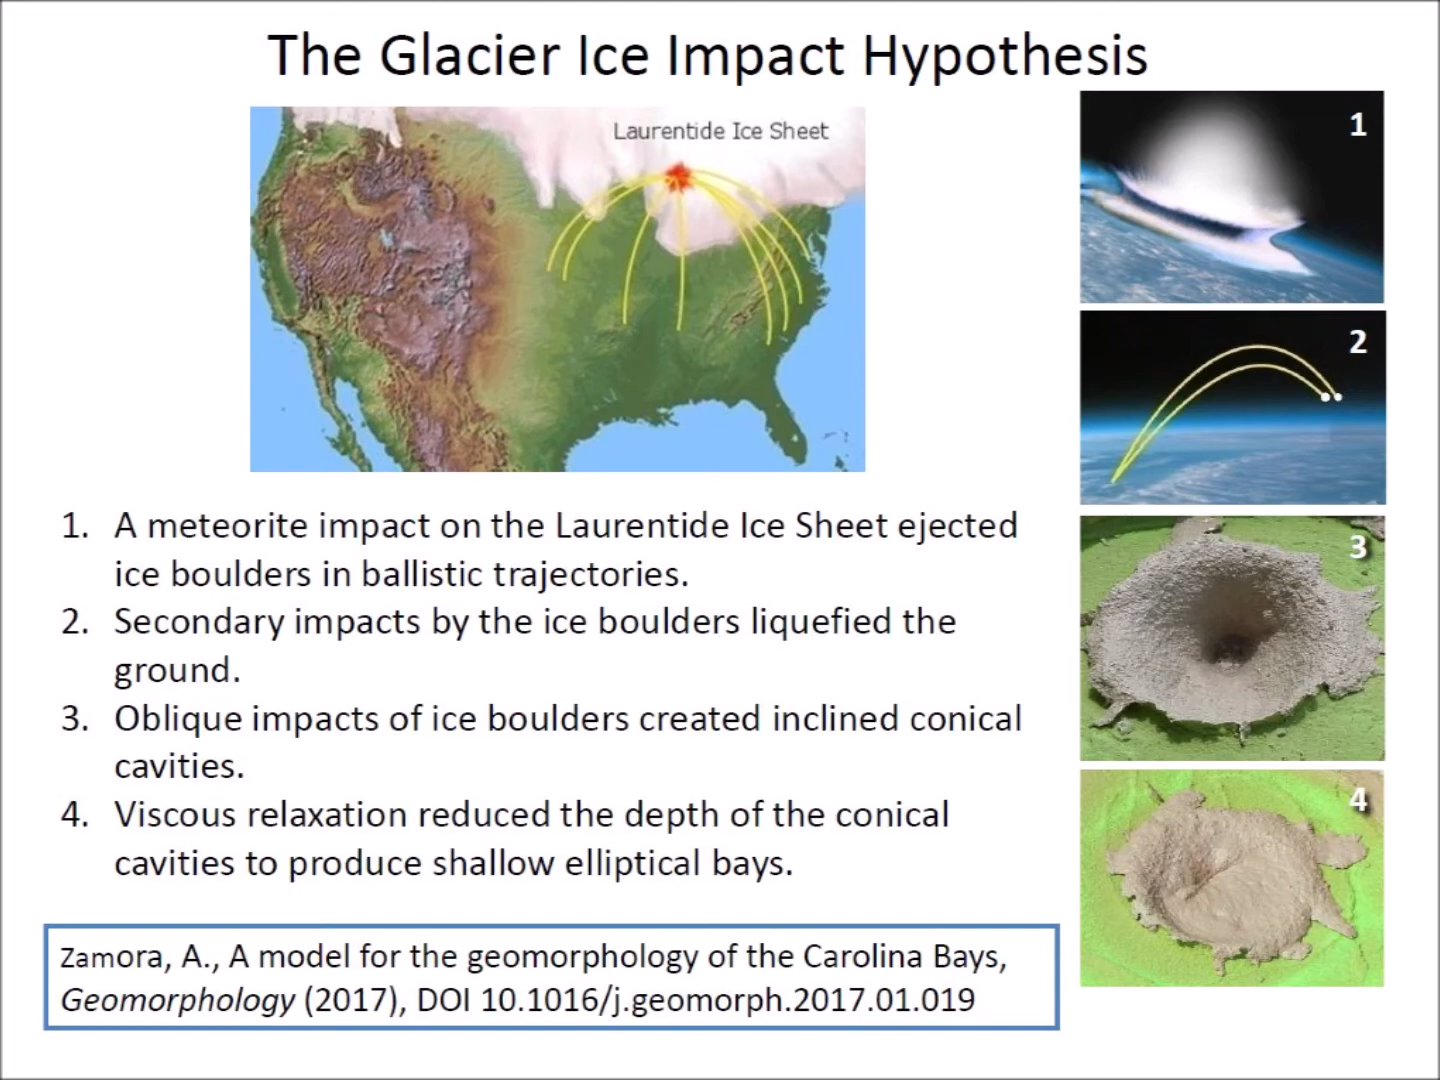 The Glacier Ice Impact Hypothesis
Laurentide Ice Sheet
1
2
3
4
1. A meteorite impact on the Laurentide Ice Sheet ejected
ice boulders in ballistic trajectories.
2. Secondary impacts by the ice boulders liquefied the
ground.
3. Oblique impacts of ice boulders created inclined conical
cavities.
4. Viscous relaxation reduced the depth of the conical
cavities to produce shallow elliptical bays.
Zamora, A., A model for the geomorphology of the Carolina Bays,
Geomorphology (2017), DOI 10.1016/j.geomorph.2017.01.019